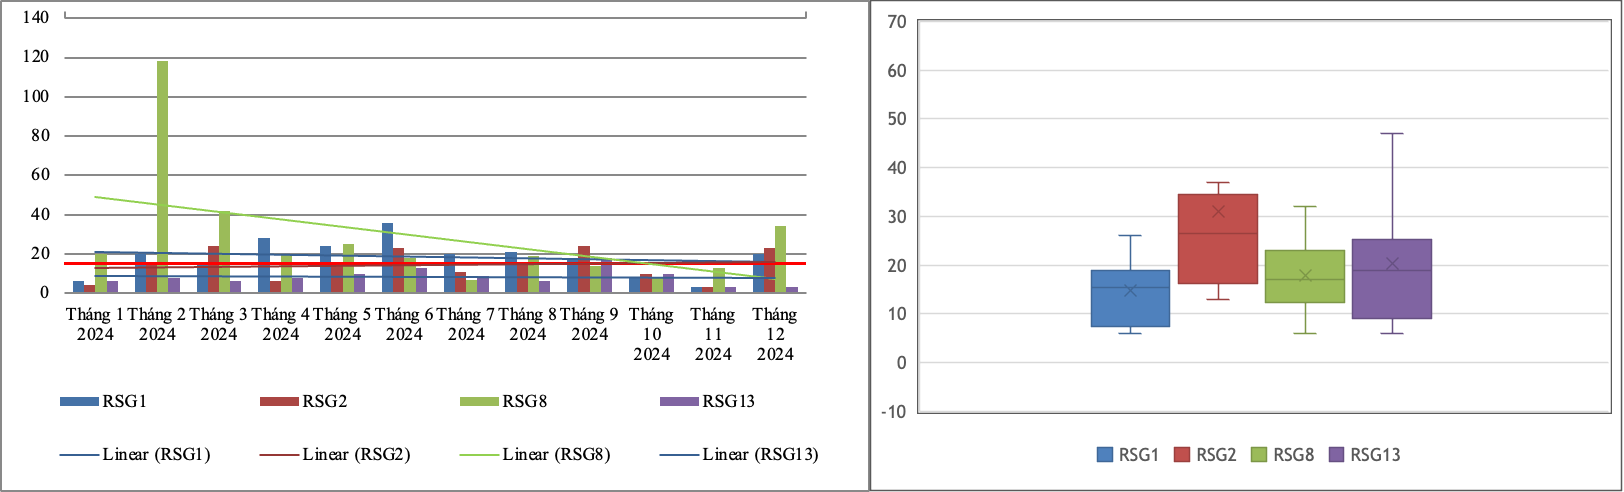 140
120
100
80
60
40
20
0
Tháng 1 2024
Tháng 2 2024
Tháng 3 2024
Tháng 4 2024
Tháng 5 2024
Tháng 6 2024
Tháng 7 2024
Tháng 8 2024
Tháng 9 2024
Tháng 10 2024
Tháng 11 2024
Tháng 12 2024
RSG1 RSG2 RSG8 RSG13
Linear (RSG1) Linear (RSG2) Linear (RSG8) Linear (RSG13)
70
60
50
40
30
20
10
0
-10
RSG1 RSG2 RSG8 RSG13